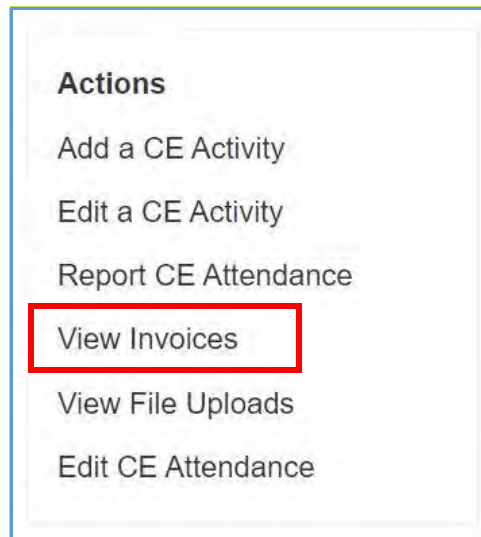 Actions
Add a CE Activity
Edit a CE Activity
Report CE Attendance
View Invoices
View File Uploads
Edit CE Attendance